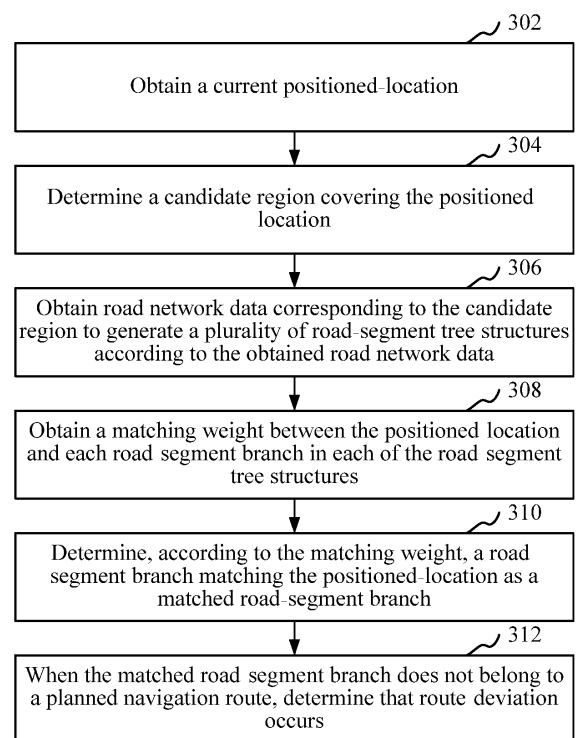 302
Obtain a current positioned-location
304
Determine a candidate region covering the positioned
location
306
Obtain road network data corresponding to the candidate
region to generate a plurality of road-segment tree structures
according to the obtained road network data
308
Obtain a matching weight between the positioned location
and each road segment branch in each of the road segment
tree structures
310
Determine, according to the matching weight, a road
segment branch matching the positioned-location as a
matched road-segment branch
312
When the matched road segment branch does not belong to
a planned navigation route, determine that route deviation
occurs